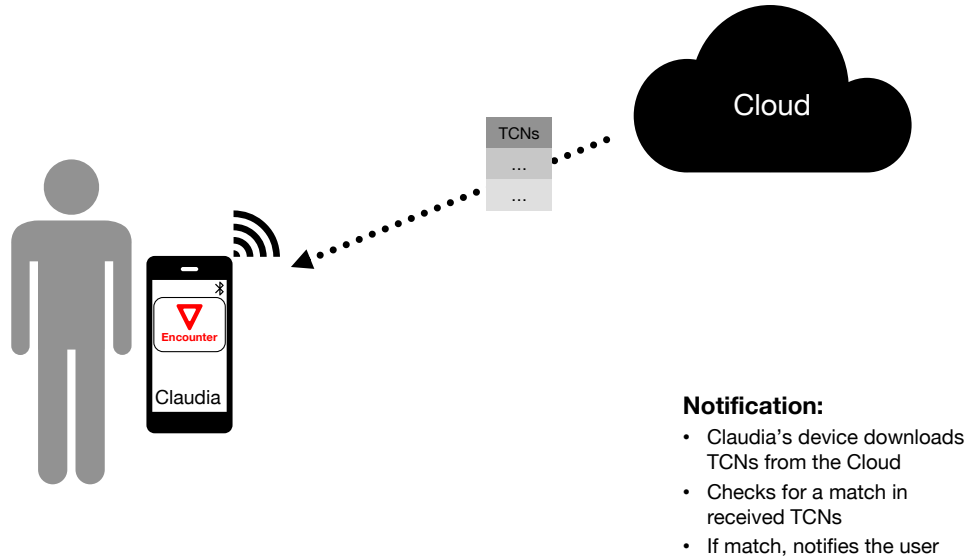 Cloud
TCNs
...
...
Encounter
Claudia
Notification:
• Claudia's device downloads
TCNs from the Cloud
• Checks for a match in
received TCNs
• If match, notifies the user